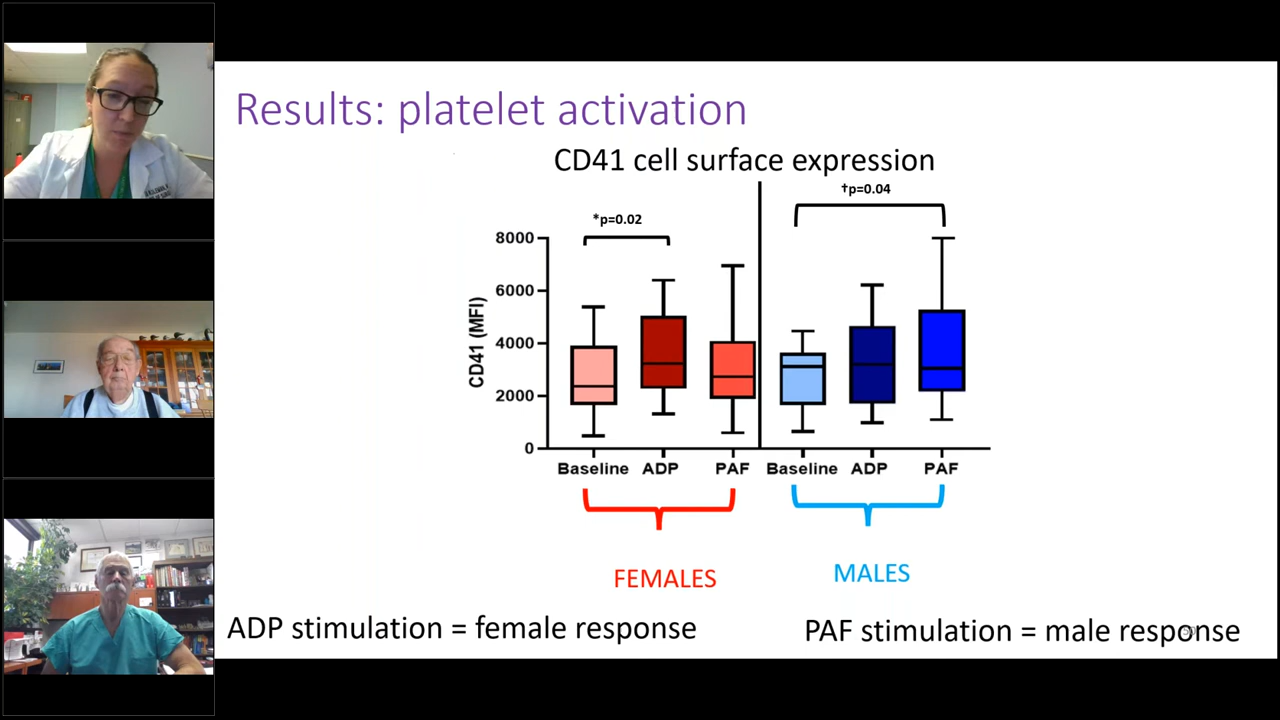 Results: platelet activation
CD41 cell surface expression
*p=0.02
†p=0.04
CD41 (MFI)
8000
6000
4000
2000
0
Baseline ADP PAF Baseline ADP PAF
FEMALES
MALES
ADP stimulation = female response
PAF stimulation = male response